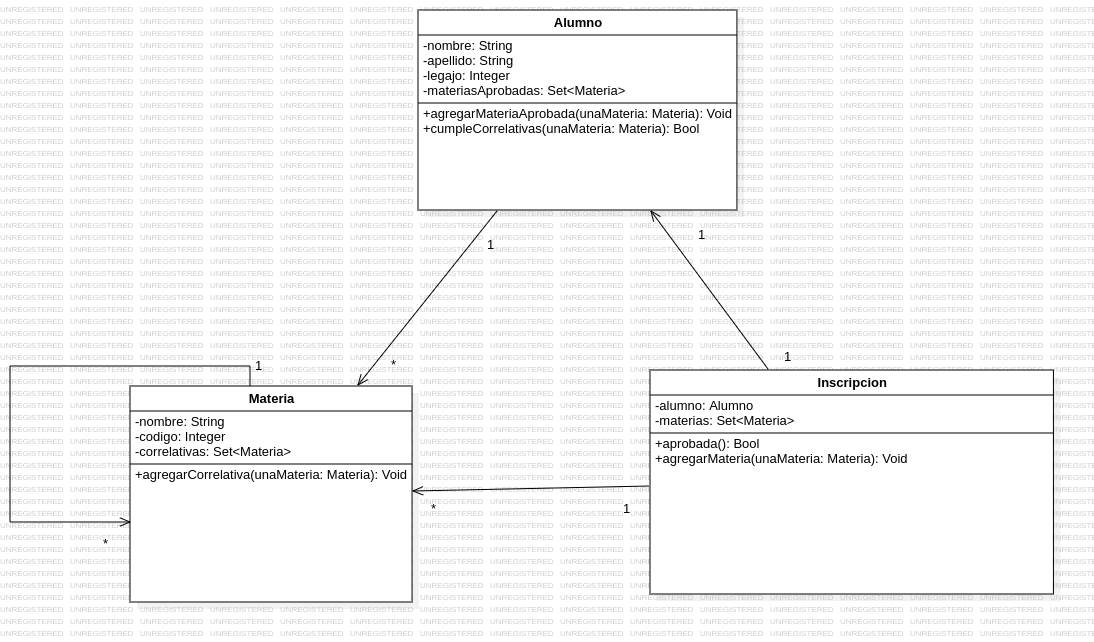 Alumno
-nombre: String
-apellido: String
-legajo: Integer
-materiasAprobadas: Set<Materia>
+agregarMateriaAprobada(unaMateria: Materia): Void
+cumpleCorrelativas(unaMateria: Materia): Bool
1
1
*
1
1
Materia
-nombre: String
-codigo: Integer
-correlativas: Set<Materia>
+agregarCorrelativa(unaMateria: Materia): Void
*
*
1
Inscripcion
-alumno: Alumno
-materias: Set<Materia>
+aprobada(): Bool
+agregarMateria(unaMateria: Materia): Void
UNREGISTERED